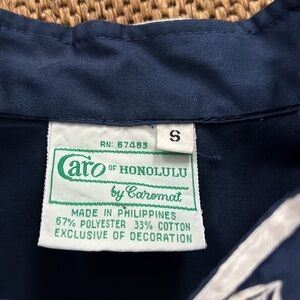 S
RN: 67483
Caro OF HONOLULU
by Caromat
MADE IN PHILIPPINES
67% POLYESTER 33% COTTON
EXCLUSIVE OF DECORATION